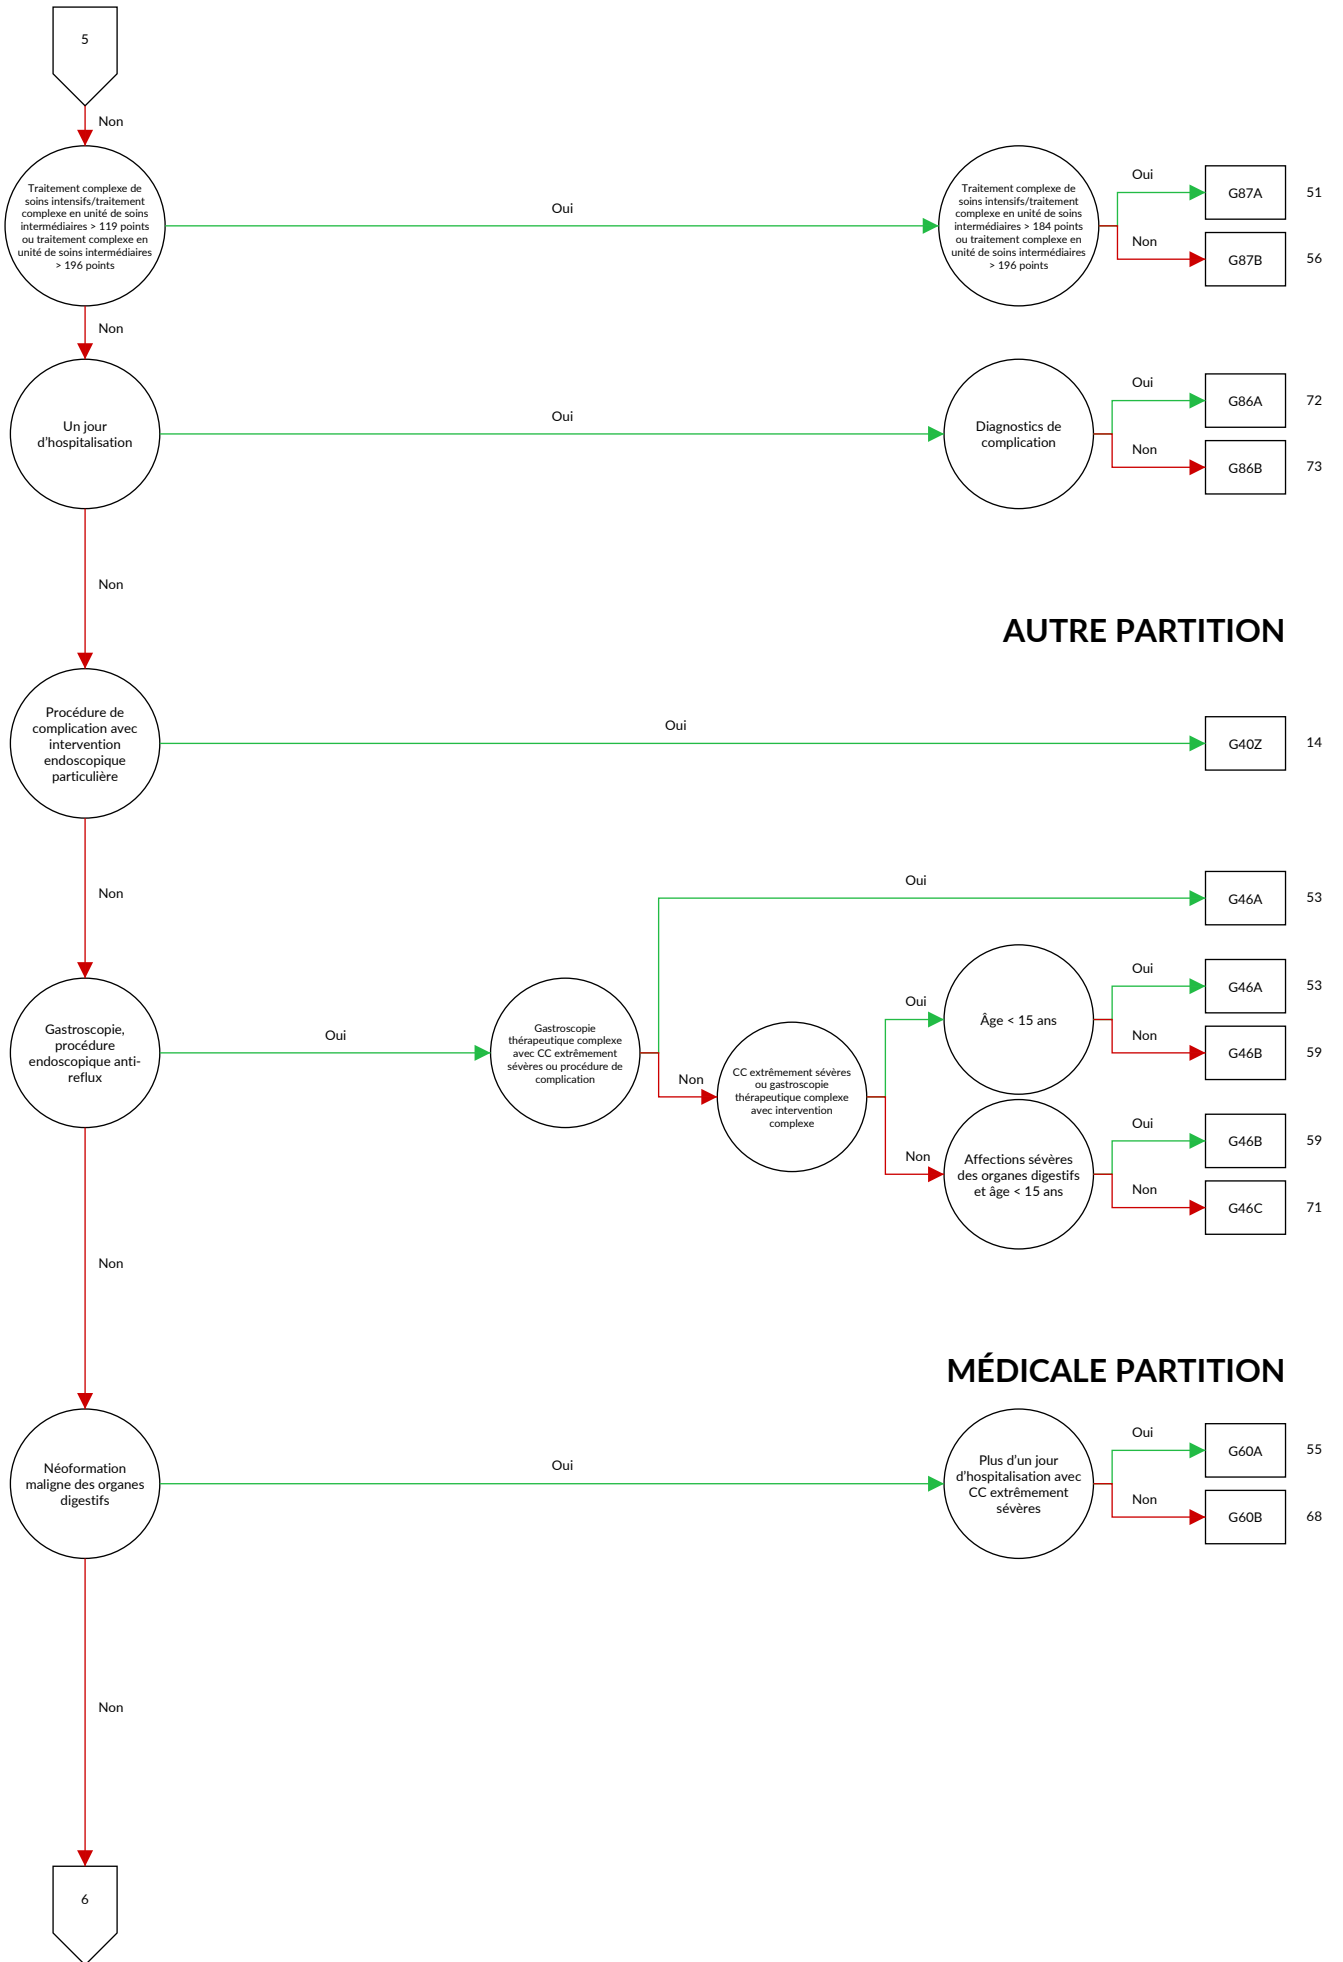 5
Non
Traitement complexe de
soins intensifs/traitement
complexe en unité de soins
intermédiaires > 119 points
ou traitement complexe en
unité de soins intermédiaires
> 196 points
Oui
Traitement complexe de
soins intensifs/traitement
complexe en unité de soins
intermédiaires > 184 points
ou traitement complexe en
unité de soins intermédiaires
> 196 points
Oui
G87A
51
Non
G87B
56
Non
Un jour
d'hospitalisation
Oui
Diagnostics de
complication
Oui
G86A
72
Non
G86B
73
Non
AUTRE PARTITION
Procédure de
complication avec
intervention
endoscopique
particulière
Oui
G40Z
14
Non
Gastroscopie,
procédure
endoscopique anti-
reflux
Oui
Gastroscopie
thérapeutique complexe
avec CC extrêmement
sévères ou procédure de
complication
Oui
G46A
53
Non
CC extrêmement sévères
ou gastroscopie
thérapeutique complexe
avec intervention
complexe
Oui
Âge < 15 ans
Oui
G46A
53
Non
G46B
59
Non
Affections sévères
des organes digestifs
et âge < 15 ans
Oui
G46B
59
Non
G46C
71
Non
MÉDICALE PARTITION
Néoformation
maligne des organes
digestifs
Oui
Plus d'un jour
d'hospitalisation avec
CC extrêmement
sévères
Oui
G60A
55
Non
G60B
68
Non
6